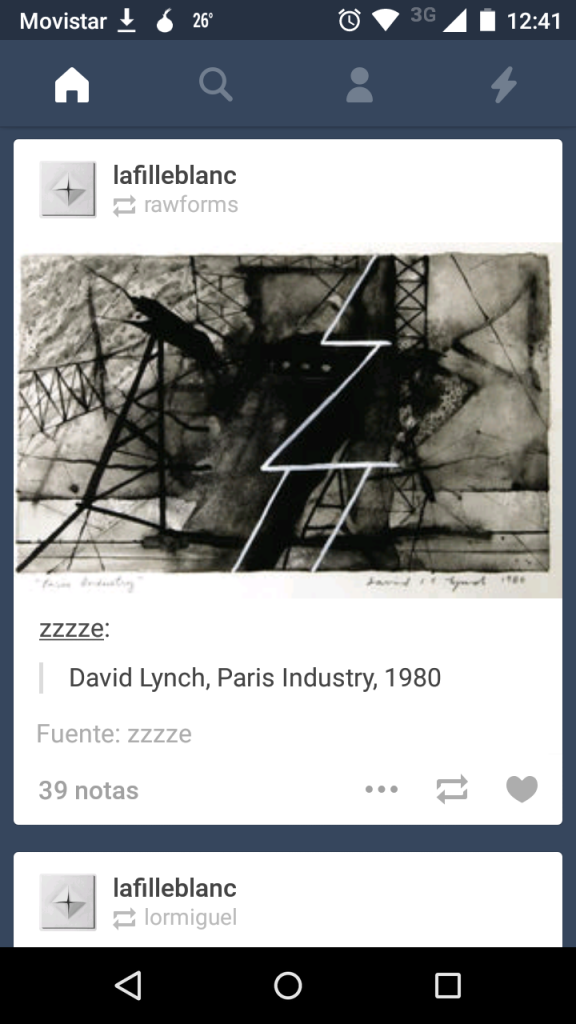 Movistar 26° 3G 12:41
lafilleblanc
rawforms
"Paris Industry" David Lynch 1980
zzzze:
David Lynch, Paris Industry, 1980
Fuente: zzzze
39 notas
lafilleblanc
lormiguel